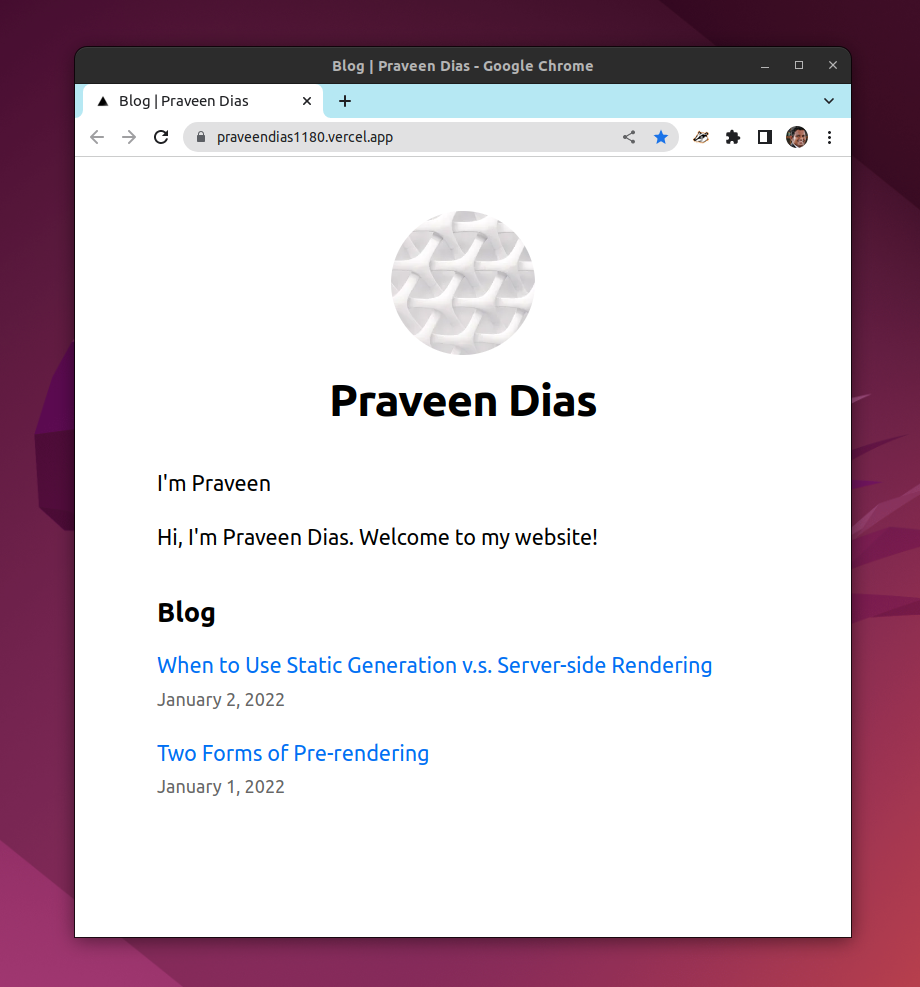 Blog | Praveen Dias - Google Chrome
Blog | Praveen Dias
praveendias1180.vercel.app
Praveen Dias
I'm Praveen
Hi, I'm Praveen Dias. Welcome to my website!
Blog
When to Use Static Generation v.s. Server-side Rendering
January 2, 2022
Two Forms of Pre-rendering
January 1, 2022